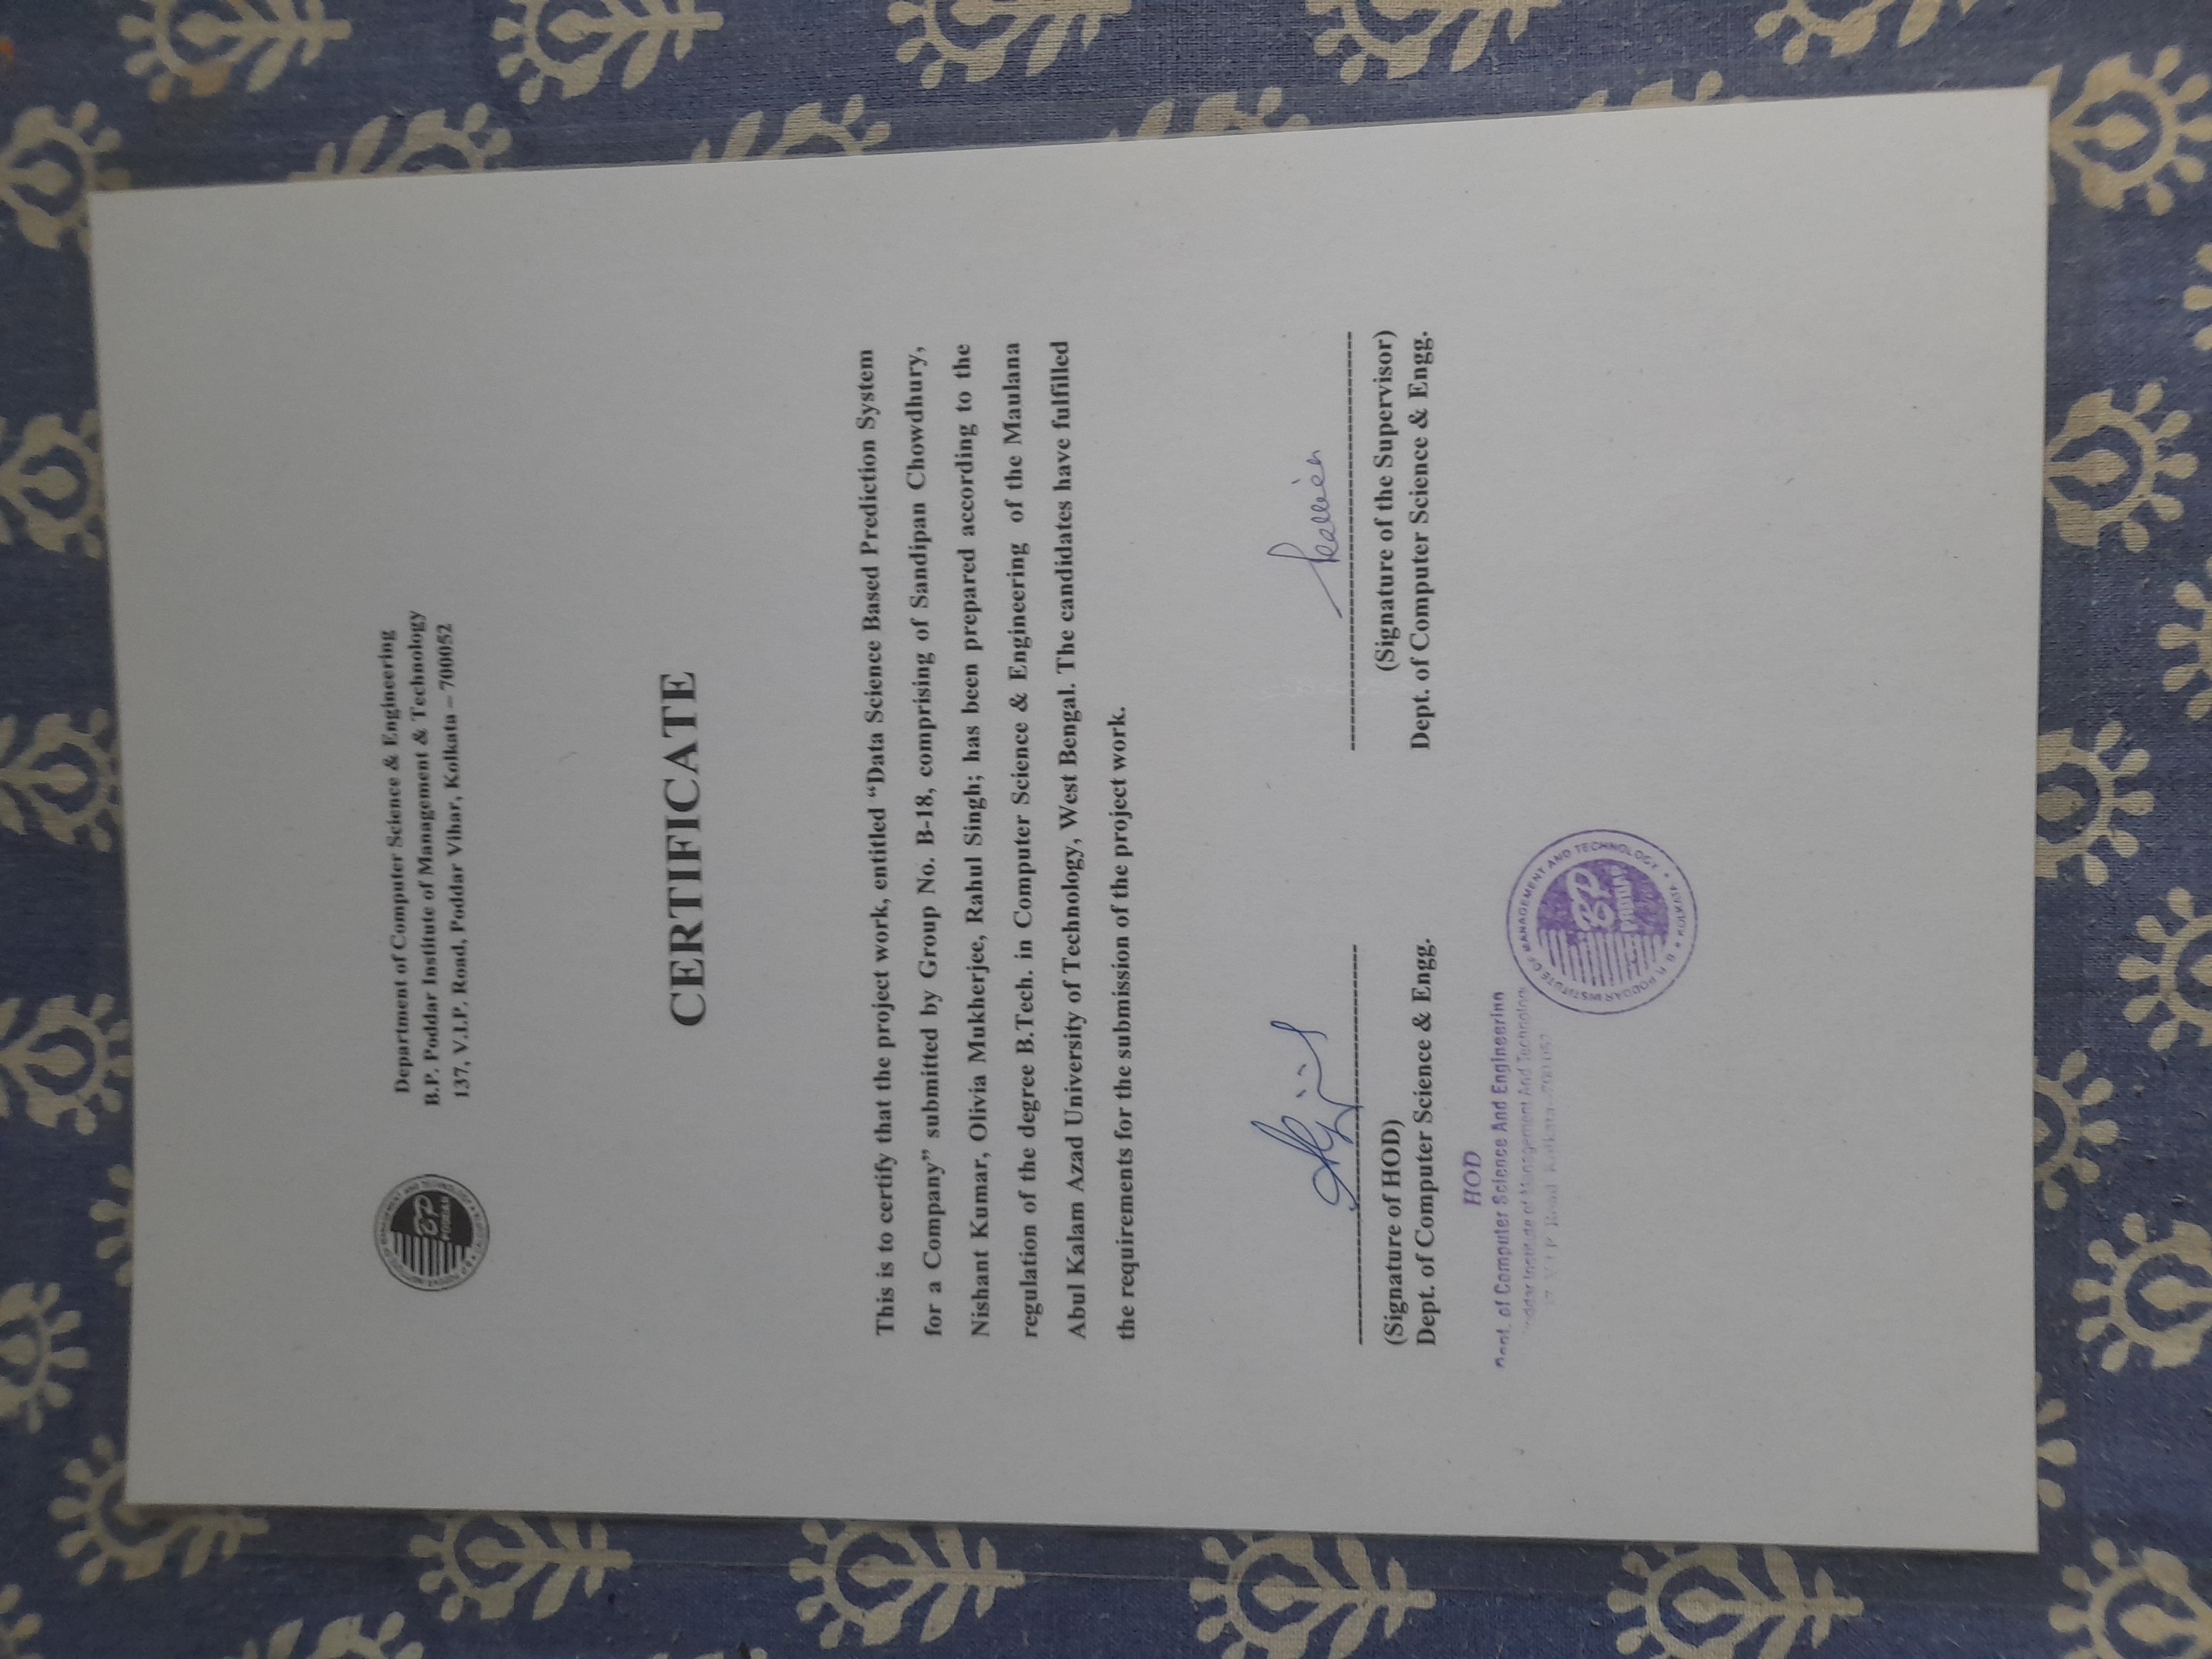 Department of Computer Science & Engineering
B.P. Poddar Institute of Management & Technology
137, V.I.P. Road, Poddar Vihar, Kolkata – 700052
BP
PODDAR
CERTIFICATE
This is to certify that the project work, entitled “Data Science Based Prediction System
for a Company” submitted by Group No. B-18, comprising of Sandipan Chowdhury,
Nishant Kumar, Olivia Mukherjee, Rahul Singh; has been prepared according to the
regulation of the degree B.Tech. in Computer Science & Engineering of the Maulana
Abul Kalam Azad University of Technology, West Bengal. The candidates have fulfilled
the requirements for the submission of the project work.
(Signature of HOD)
Dept. of Computer Science & Engg.
(Signature of the Supervisor)
Dept. of Computer Science & Engg.
HOD
Dept. of Computer Science And Engineering
Institute of Management And Technology
V.I.P. Road, Kolkata
B. P. PODDAR INSTITUTE OF MANAGEMENT AND TECHNOLOGY
BP
PODDAR
KOLKATA